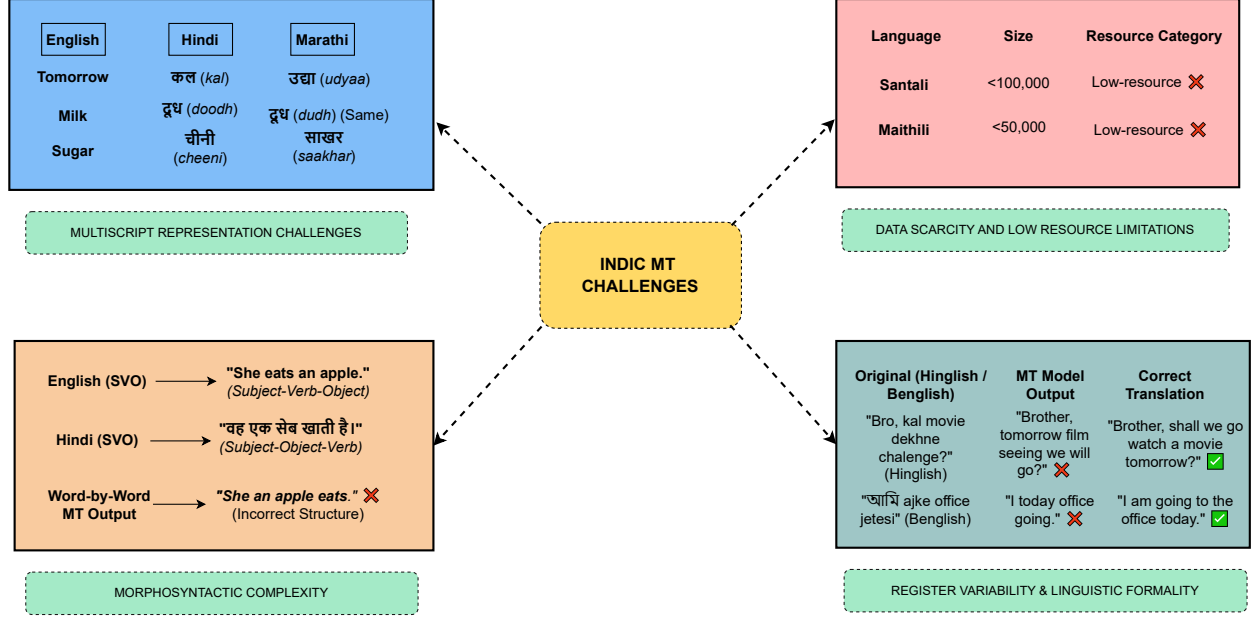 English Hindi Marathi
Tomorrow कल (kal) उद्या (udyaa)
Milk दूध (doodh) दूध (dudh) (Same)
Sugar चीनी (cheeni) साखर (saakhar)
MULTISCRIPT REPRESENTATION CHALLENGES
Language Size Resource Category
Santali <100,000 Low-resource ❌
Maithili <50,000 Low-resource ❌
DATA SCARCITY AND LOW RESOURCE LIMITATIONS
INDIC MT
CHALLENGES
English (SVO) "She eats an apple."
(Subject-Verb-Object)
Hindi (SVO) "वह एक सेब खाती है।"
(Subject-Object-Verb)
Word-by-Word
MT Output
"She an apple eats." ❌
(Incorrect Structure)
MORPHOSYNTACTIC COMPLEXITY
Original (Hinglish /
Benglish)
MT Model
Output
Correct
Translation
"Bro, kal movie
dekhne
chalenge?"
(Hinglish)
"Brother,
tomorrow film
seeing we will
go?" ❌
"Brother, shall we go
watch a movie
tomorrow?" ✅
"আমি ajke office
jetesi" (Benglish)
"I today office
going." ❌
"I am going to the
office today." ✅
REGISTER VARIABILITY & LINGUISTIC FORMALITY